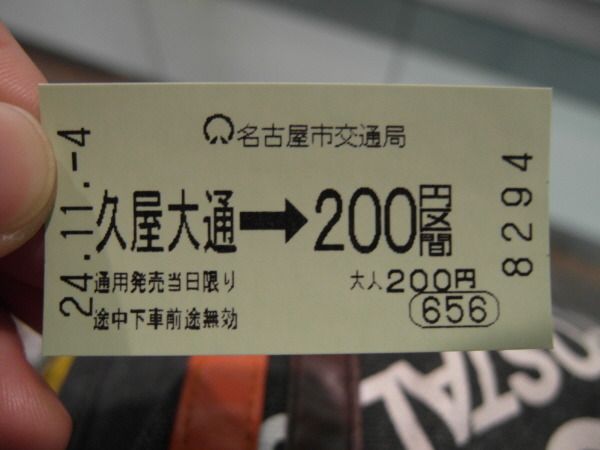 名古屋市交通局
24.11.-4
久屋大通➡200円区間
通用発売当日限り
大人 200円
途中下車前途無効
656
8294
POSTAL